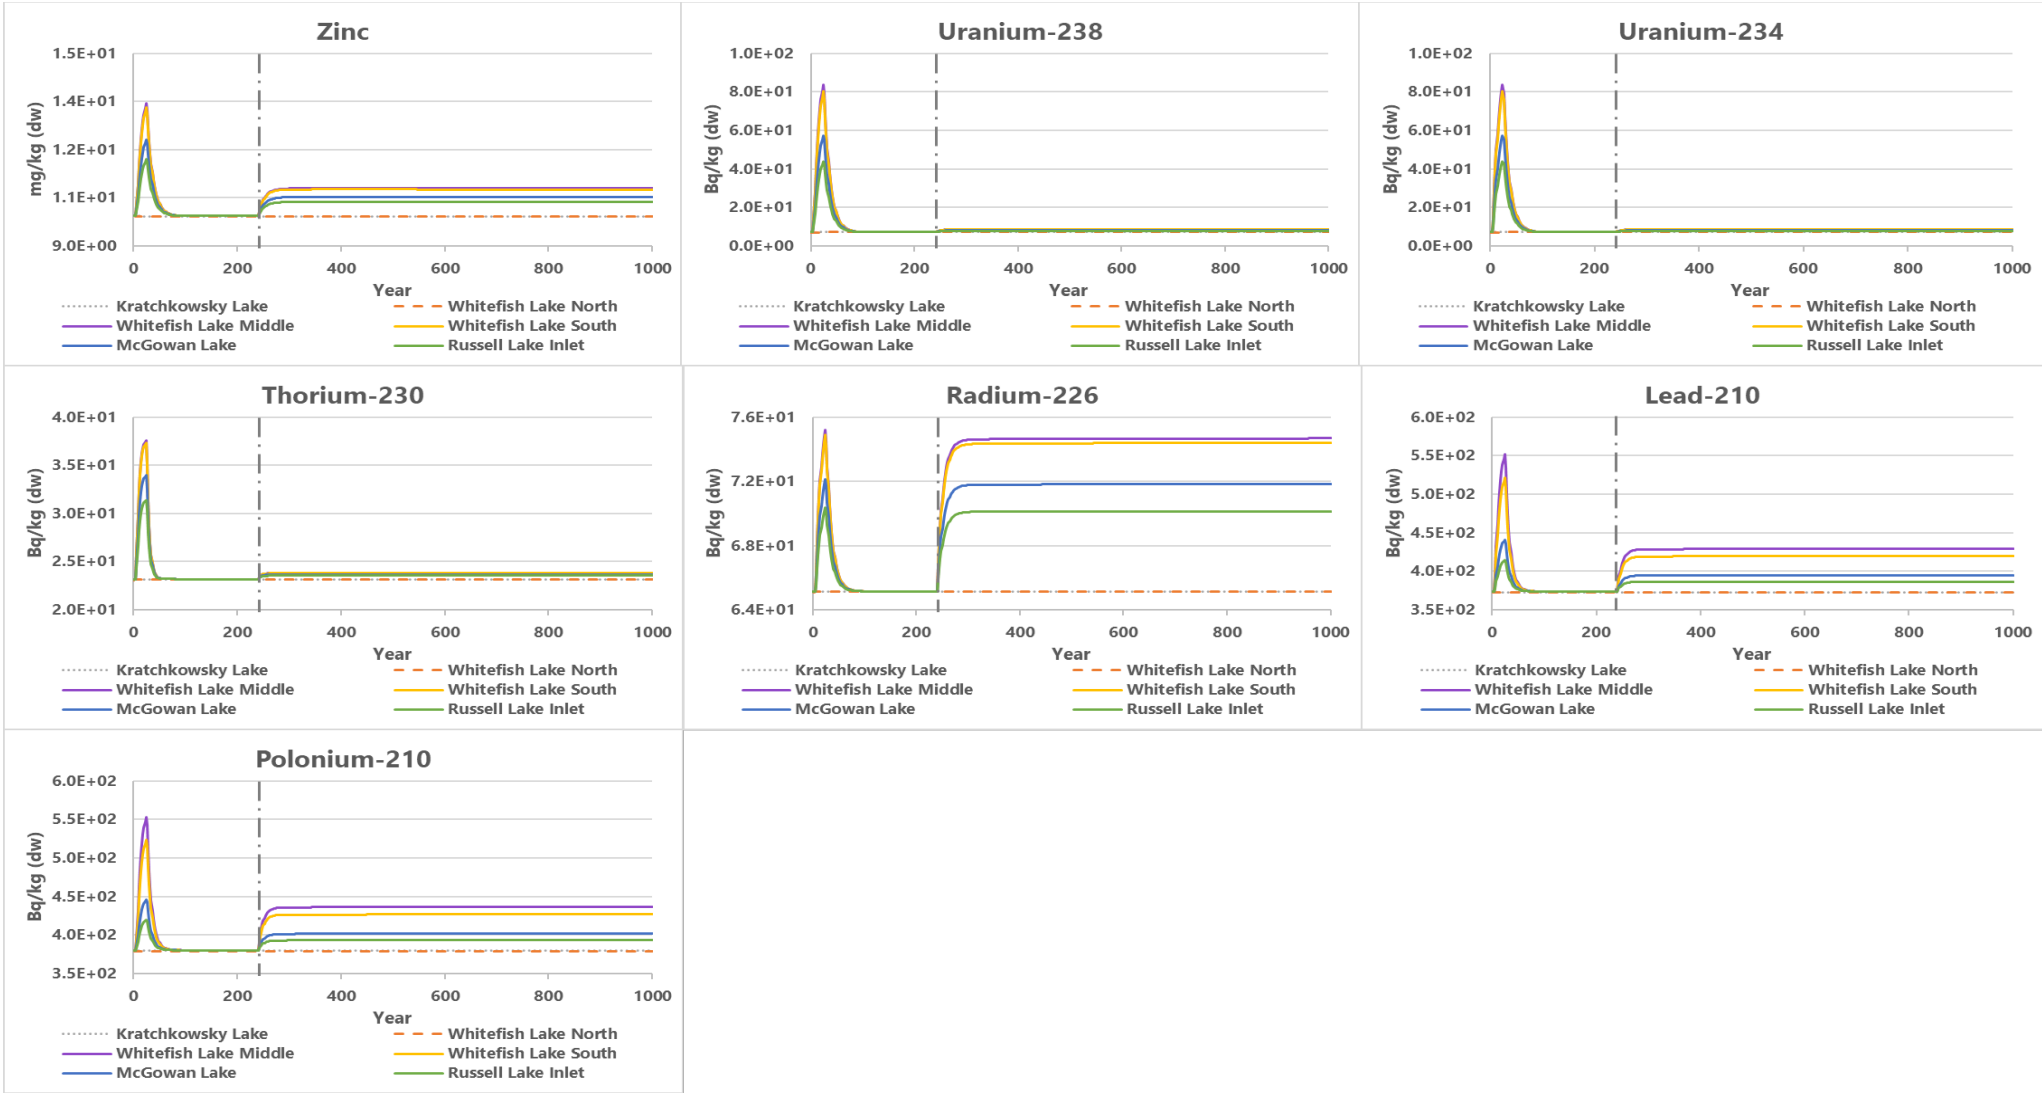 Zinc
mg/kg (dw)
1.5E+01
1.4E+01
1.2E+01
1.1E+01
9.0E+00
0 200 400 600 800 1000
Year
Kratchkowsky Lake Whitefish Lake North
Whitefish Lake Middle Whitefish Lake South
McGowan Lake Russell Lake Inlet
Uranium-238
Bq/kg (dw)
1.0E+02
8.0E+01
6.0E+01
4.0E+01
2.0E+01
0.0E+00
0 200 400 600 800 1000
Year
Kratchkowsky Lake Whitefish Lake North
Whitefish Lake Middle Whitefish Lake South
McGowan Lake Russell Lake Inlet
Uranium-234
Bq/kg (dw)
1.0E+02
8.0E+01
6.0E+01
4.0E+01
2.0E+01
0.0E+00
0 200 400 600 800 1000
Year
Kratchkowsky Lake Whitefish Lake North
Whitefish Lake Middle Whitefish Lake South
McGowan Lake Russell Lake Inlet
Thorium-230
Bq/kg (dw)
4.0E+01
3.5E+01
3.0E+01
2.5E+01
2.0E+01
0 200 400 600 800 1000
Year
Kratchkowsky Lake Whitefish Lake North
Whitefish Lake Middle Whitefish Lake South
McGowan Lake Russell Lake Inlet
Radium-226
Bq/kg (dw)
7.6E+01
7.2E+01
6.8E+01
6.4E+01
0 200 400 600 800 1000
Year
Kratchkowsky Lake Whitefish Lake North
Whitefish Lake Middle Whitefish Lake South
McGowan Lake Russell Lake Inlet
Lead-210
Bq/kg (dw)
6.0E+02
5.5E+02
5.0E+02
4.5E+02
4.0E+02
3.5E+02
0 200 400 600 800 1000
Year
Kratchkowsky Lake Whitefish Lake North
Whitefish Lake Middle Whitefish Lake South
McGowan Lake Russell Lake Inlet
Polonium-210
Bq/kg (dw)
6.0E+02
5.5E+02
5.0E+02
4.5E+02
4.0E+02
3.5E+02
0 200 400 600 800 1000
Year
Kratchkowsky Lake Whitefish Lake North
Whitefish Lake Middle Whitefish Lake South
McGowan Lake Russell Lake Inlet